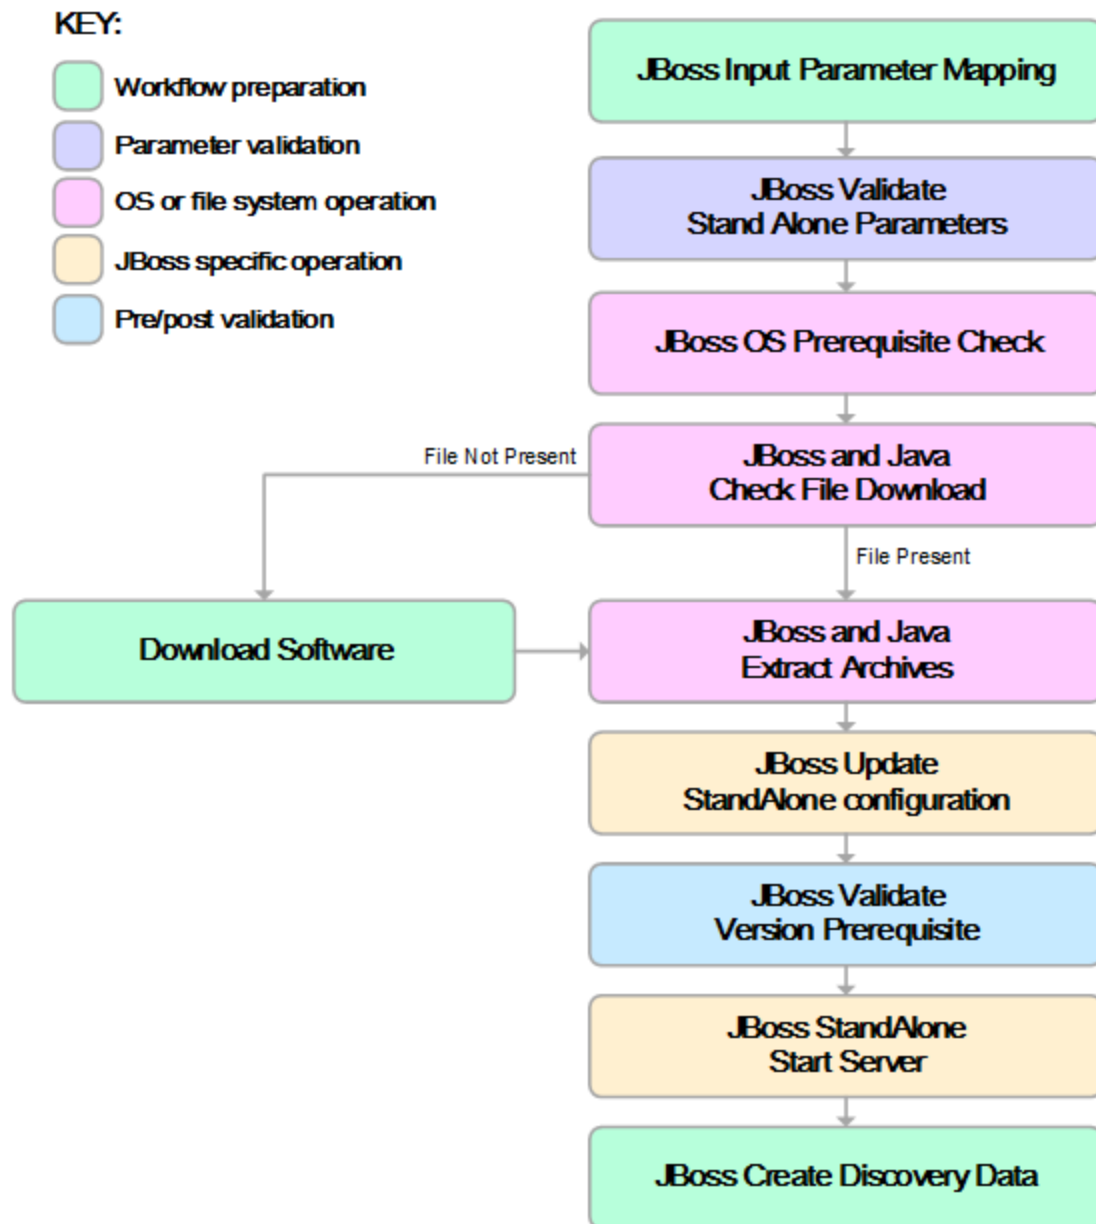 KEY:
Workflow preparation
Parameter validation
OS or file system operation
JBoss specific operation
Pre/post validation
JBoss Input Parameter Mapping
JBoss Validate
Stand Alone Parameters
JBoss OS Prerequisite Check
JBoss and Java
Check File Download
File Not Present
File Present
Download Software
JBoss and Java
Extract Archives
JBoss Update
StandAlone configuration
JBoss Validate
Version Prerequisite
JBoss StandAlone
Start Server
JBoss Create Discovery Data